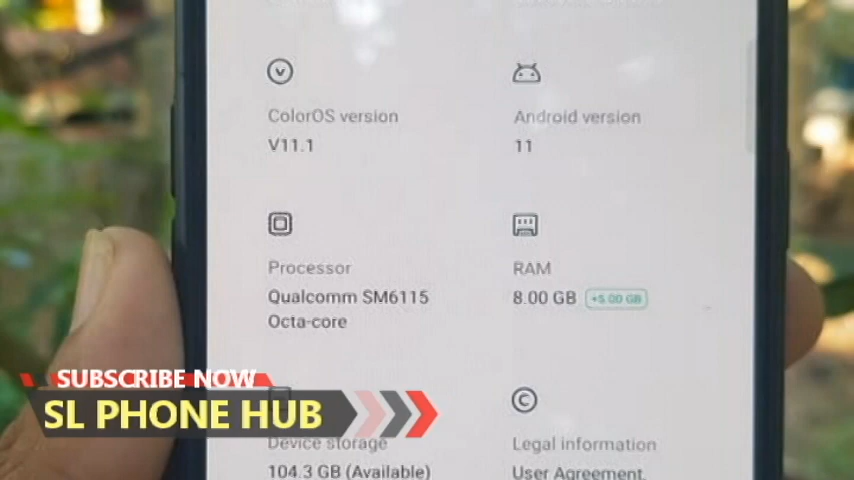 ColorOS version
V11.1
Android version
11
Processor
Qualcomm SM6115
Octa-core
RAM
8.00 GB +5.00 GB
SUBSCRIBE NOW
SL PHONE HUB
Device storage
104.3 GB (Available)
Legal information
User Agreement,